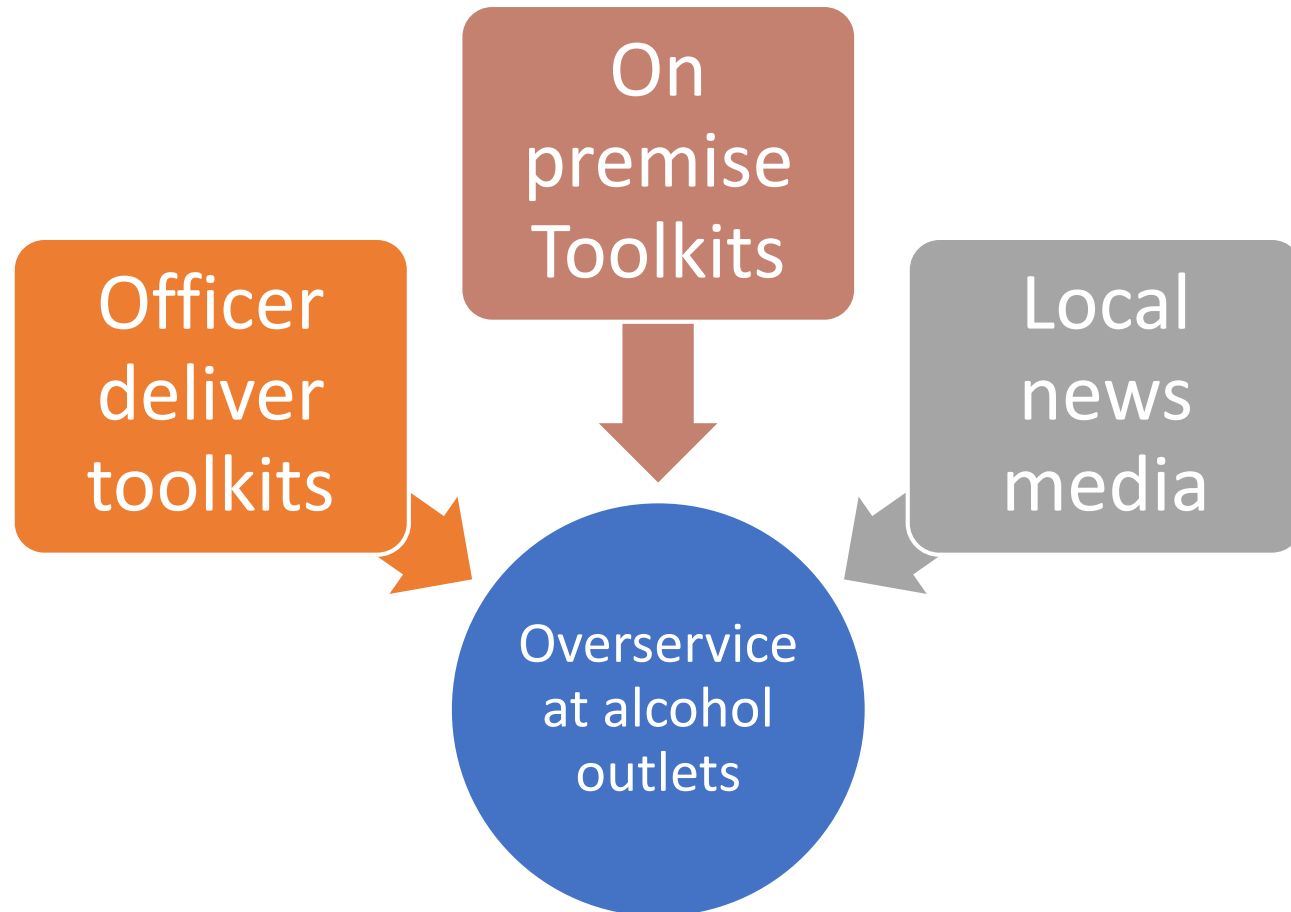 On
premise
Toolkits
Officer
deliver
toolkits
Local
news
media
Overservice
at alcohol
outlets